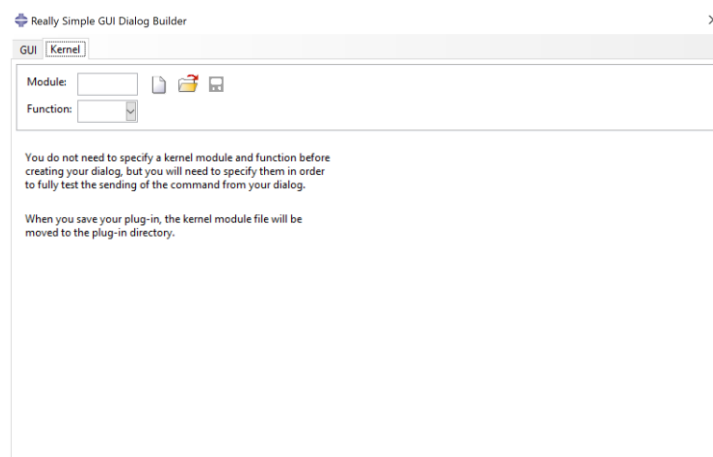 Really Simple GUI Dialog Builder
GUI Kernel
Module:
Function:
You do not need to specify a kernel module and function before
creating your dialog, but you will need to specify them in order
to fully test the sending of the command from your dialog.
When you save your plug-in, the kernel module file will be
moved to the plug-in directory.